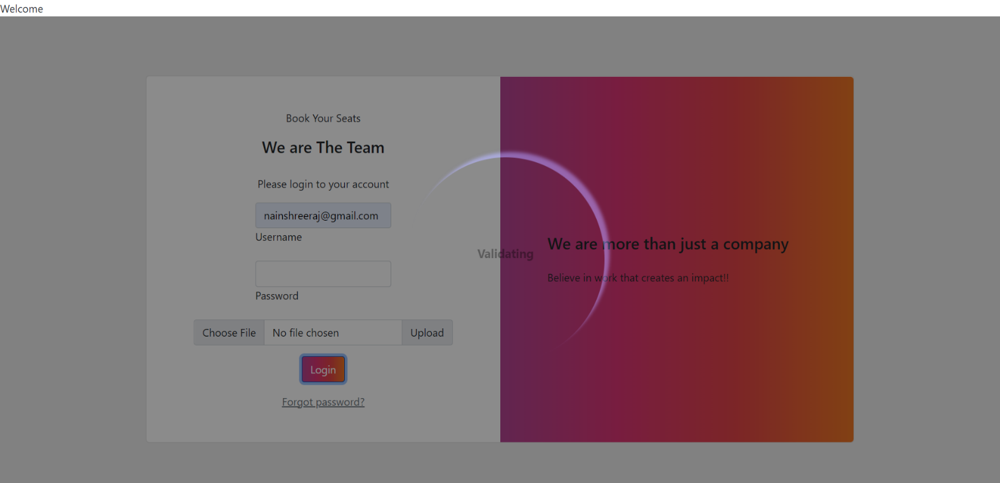 Welcome
Book Your Seats
We are The Team
Please login to your account
nainshreeraj@gmail.com
Username
Password
Choose File No file chosen Upload
Login
Forgot password?
Validating
We are more than just a company
Believe in work that creates an impact!!